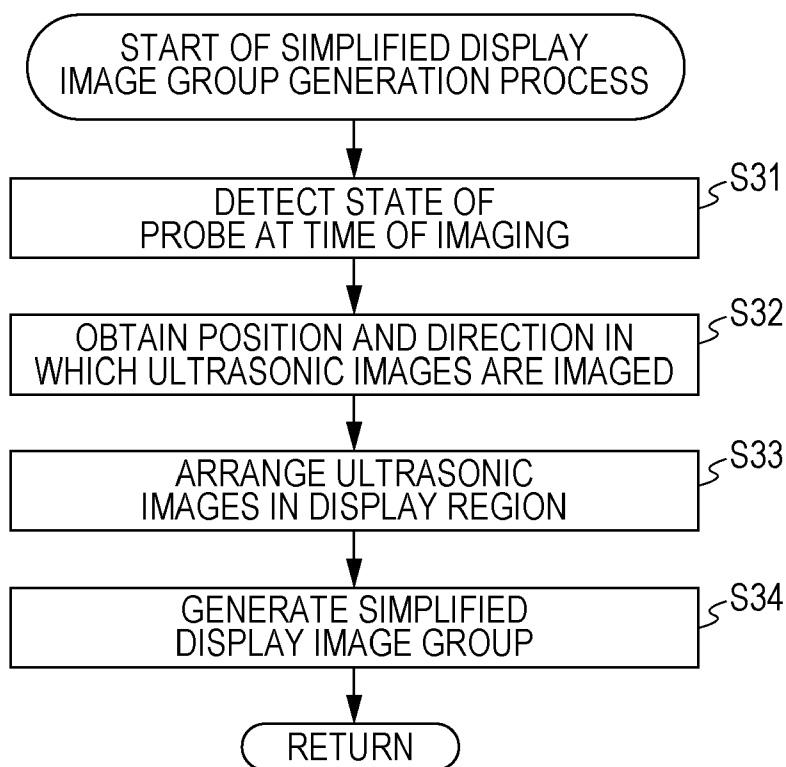 START OF SIMPLIFIED DISPLAY
IMAGE GROUP GENERATION PROCESS
S31
DETECT STATE OF
PROBE AT TIME OF IMAGING
S32
OBTAIN POSITION AND DIRECTION IN
WHICH ULTRASONIC IMAGES ARE IMAGED
S33
ARRANGE ULTRASONIC
IMAGES IN DISPLAY REGION
S34
GENERATE SIMPLIFIED
DISPLAY IMAGE GROUP
RETURN